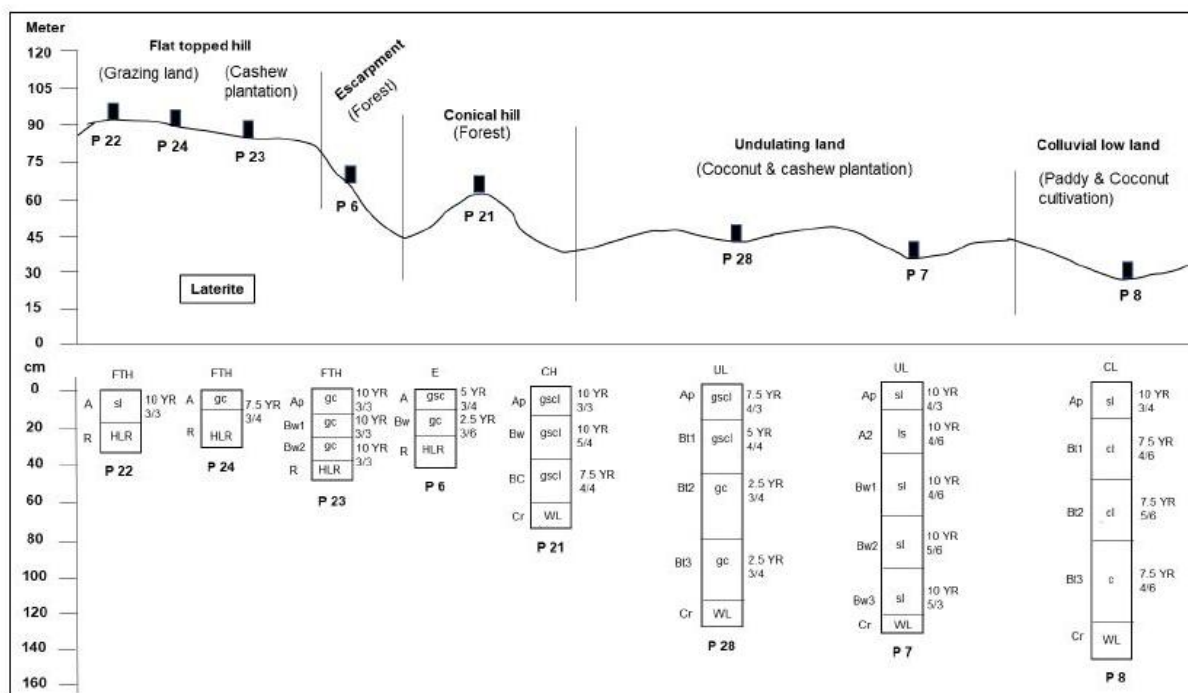 Meter
120
105
90
75
60
45
30
15
0
Flat topped hill
(Grazing land)
(Cashew
plantation)
Escarpment
(Forest)
Conical hill
(Forest)
Undulating land
(Coconut & cashew plantation)
Colluvial low land
(Paddy & Coconut
cultivation)
P 22
P 24
P 23
P 6
P 21
P 28
P 7
P 8
Laterite
cm
0
20
40
60
80
100
120
140
160
FTH
A sl 10 YR
3/3
R HLR
P 22
FTH
A gc 7.5 YR
3/4
R HLR
P 24
FTH
Ap gc 10 YR
3/3
Bw1 gc 10 YR
3/3
Bw2 gc 10 YR
3/3
R HLR
P 23
E
A gsc 5 YR
3/4
Bw gc 2.5 YR
3/6
R HLR
P 6
CH
Ap gscl 10 YR
3/3
Bw gscl 10 YR
5/4
BC gscl 7.5 YR
4/4
Cr WL
P 21
UL
Ap gscl 7.5 YR
4/3
Bt1 gscl 5 YR
4/4
Bt2 gc 2.5 YR
3/4
Bt3 gc 2.5 YR
3/4
Cr WL
P 28
UL
Ap sl 10 YR
4/3
A2 ls 10 YR
4/6
Bw1 sl 10 YR
4/6
Bw2 sl 10 YR
5/6
Bw3 sl 10 YR
5/3
Cr WL
P 7
CL
Ap sl 10 YR
3/4
Bt1 cl 7.5 YR
4/6
Bt2 cl 7.5 YR
5/6
Bt3 c 7.5 YR
4/6
Cr WL
P 8